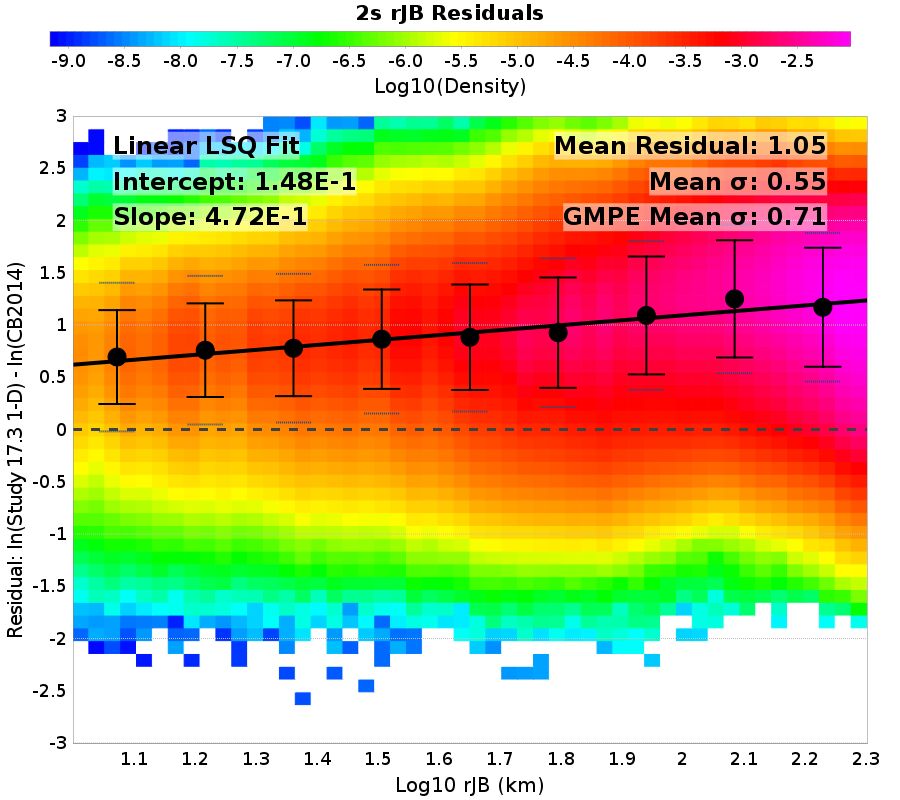 2s rJB Residuals
-9.0 -8.5 -8.0 -7.5 -7.0 -6.5 -6.0 -5.5 -5.0 -4.5 -4.0 -3.5 -3.0 -2.5
Log10(Density)
Linear LSQ Fit
Intercept: 1.48E-1
Slope: 4.72E-1
Mean Residual: 1.05
Mean σ: 0.55
GMPE Mean σ: 0.71
Residual: ln(Study 17.3 1-D) - ln(CB2014)
3
2.5
2
1.5
1
0.5
0
-0.5
-1
-1.5
-2
-2.5
-3
1.1 1.2 1.3 1.4 1.5 1.6 1.7 1.8 1.9 2 2.1 2.2 2.3
Log10 rJB (km)